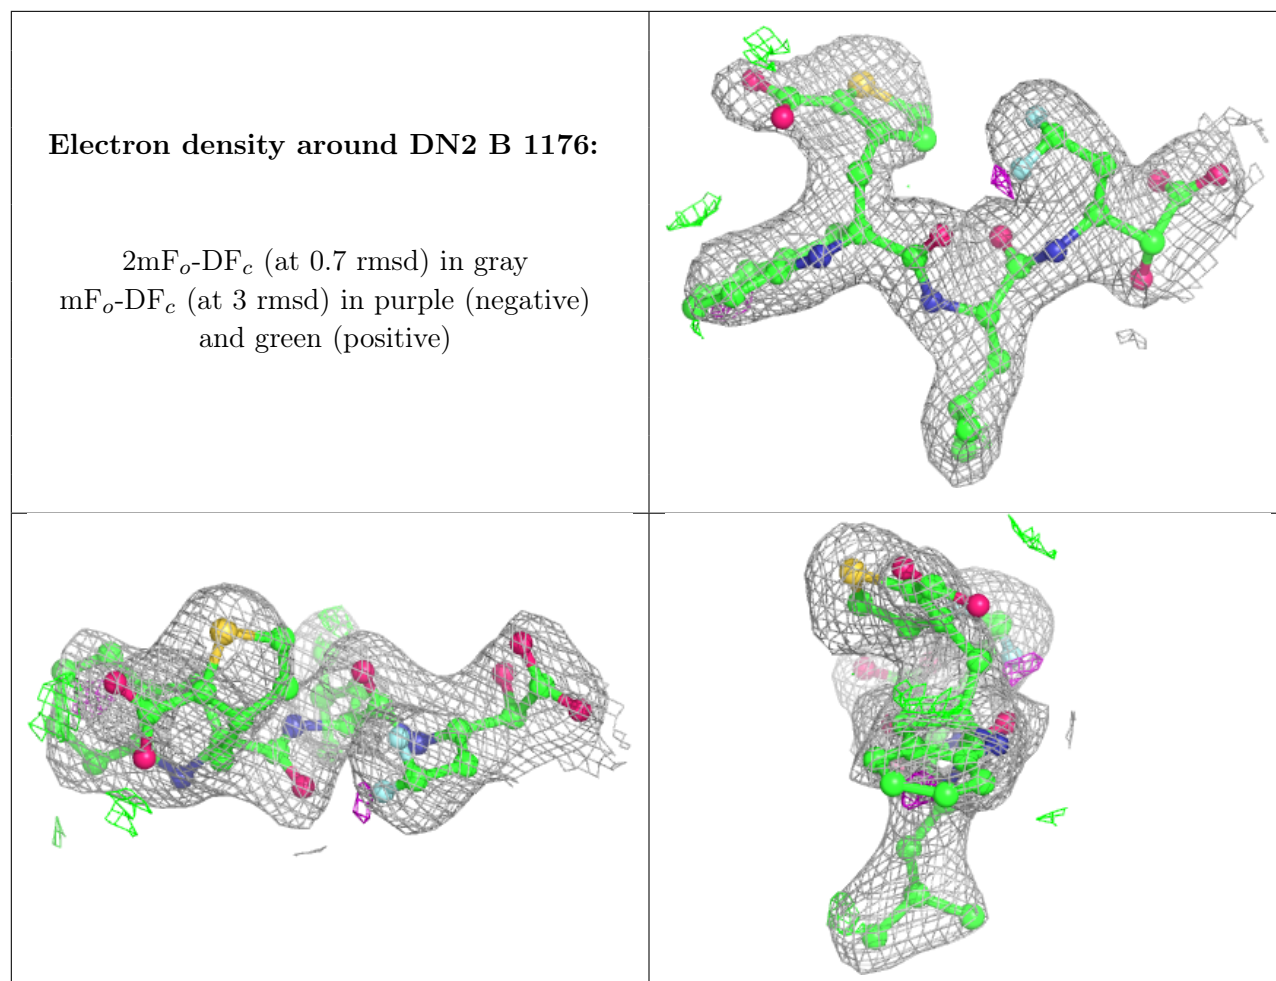 Electron density around DN2 B 1176:
2mFo-DFc (at 0.7 rmsd) in gray
mFo-DFc (at 3 rmsd) in purple (negative)
and green (positive)